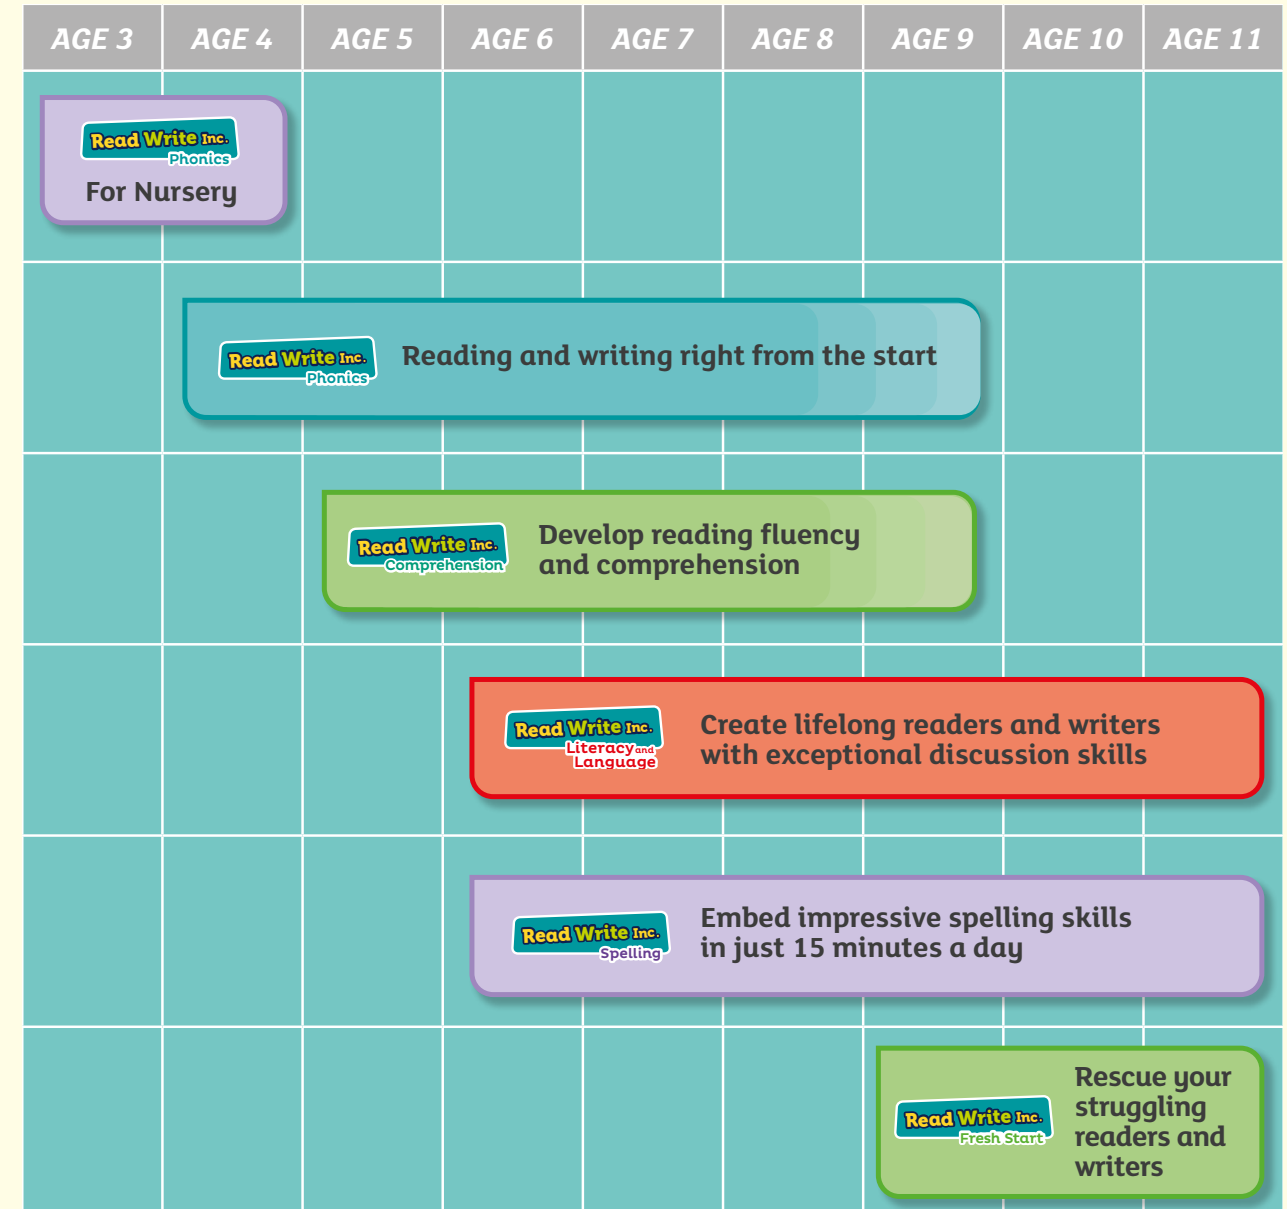 AGE 3 AGE 4 AGE 5 AGE 6 AGE 7 AGE 8 AGE 9 AGE 10 AGE 11
Read Write Inc.
Phonics
For Nursery
Read Write Inc.
Phonics
Reading and writing right from the start
Read Write Inc.
Comprehension
Develop reading fluency
and comprehension
Read Write Inc.
Literacy and
Language
Create lifelong readers and writers
with exceptional discussion skills
Read Write Inc.
Spelling
Embed impressive spelling skills
in just 15 minutes a day
Read Write Inc.
Fresh Start
Rescue your
struggling
readers and
writers